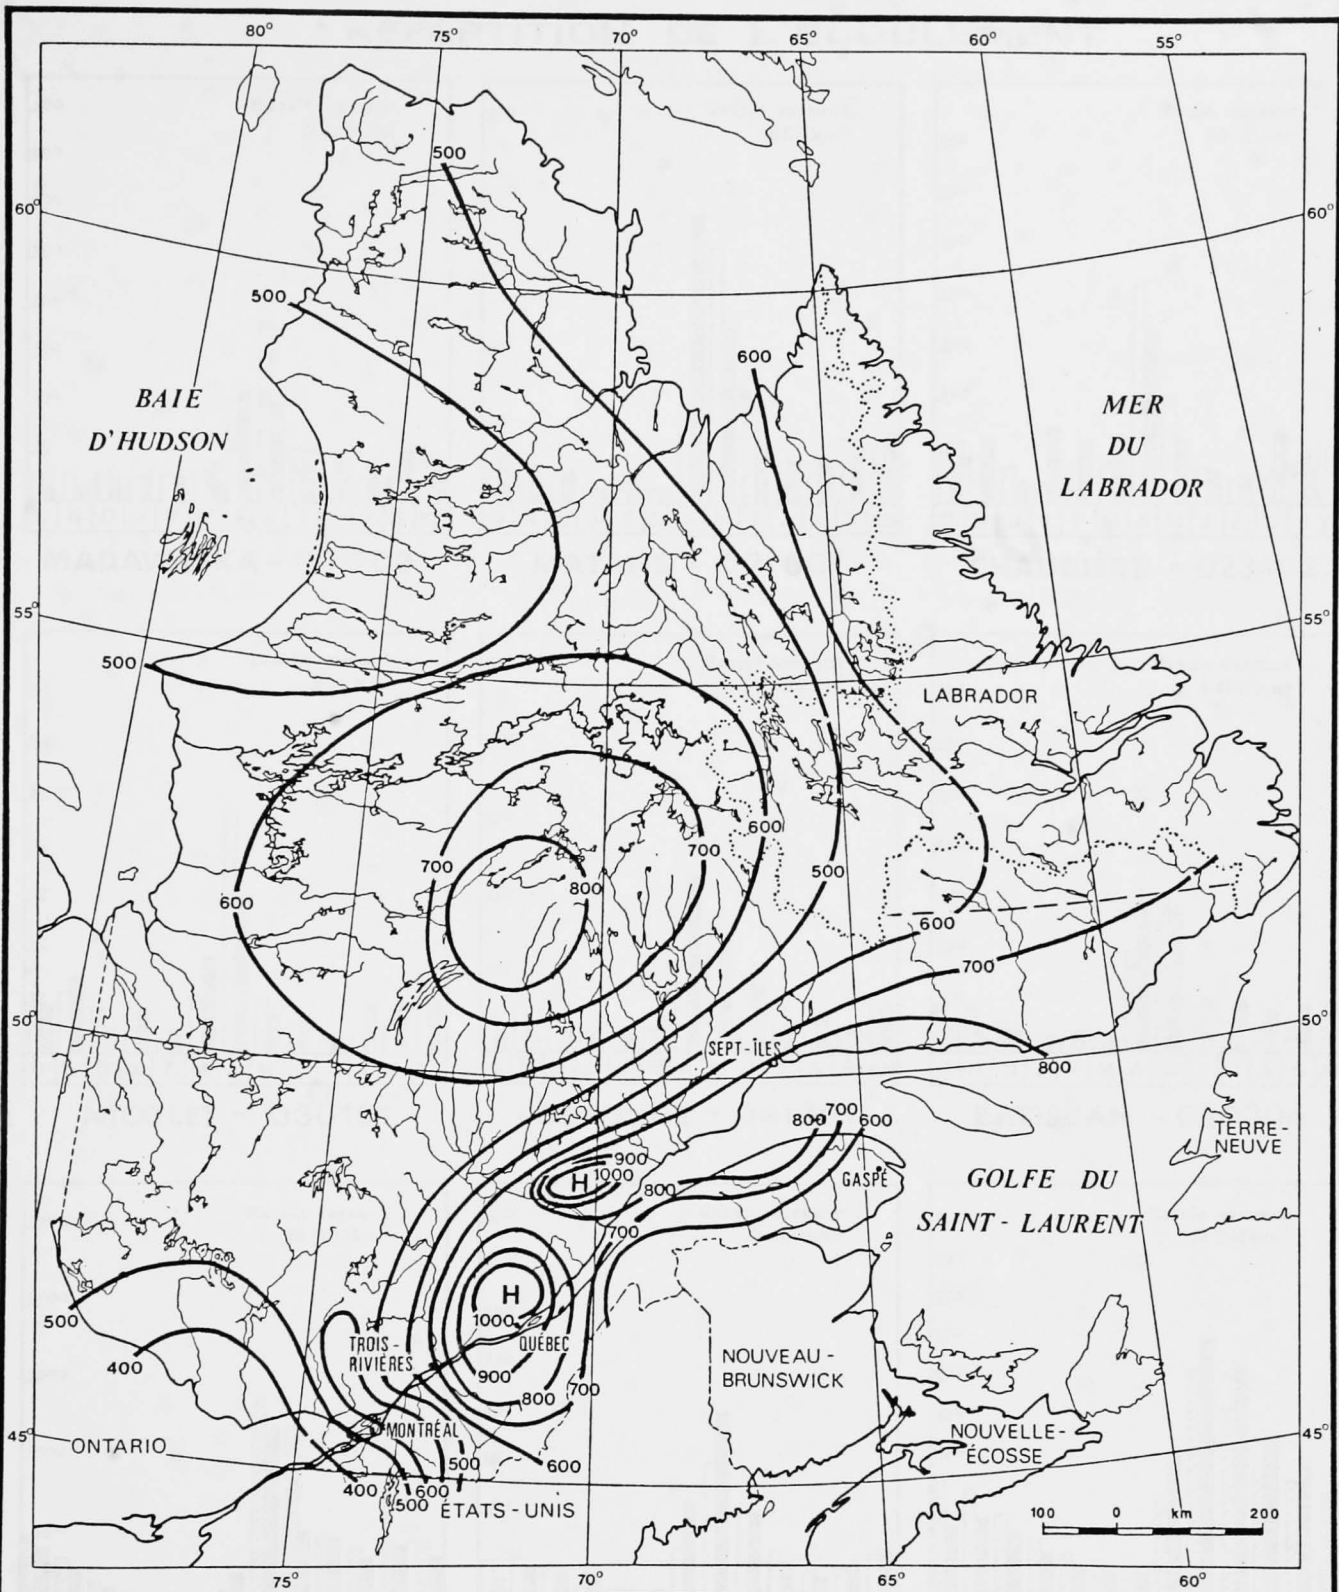 80°
75°
70°
65°
60°
55°
500
60°
60°
500
600
BAIE
D'HUDSON
MER
DU
LABRADOR
55°
55°
500
LABRADOR
600
700
700
500
800
600
600
700
50°
50°
SEPT-ÎLES
800
800
700
600
TERRE-
NEUVE
900
H
1000
800
GASPÉ
GOLFE DU
SAINT-LAURENT
700
H
1000
500
400
TROIS-
RIVIÈRES
QUÉBEC
NOUVEAU-
BRUNSWICK
900
800
700
45°
45°
ONTARIO
MONTRÉAL
NOUVELLE-
ÉCOSSE
500
600
400
500
600
ÉTATS-UNIS
100
0
km
200
75°
70°
65°
60°